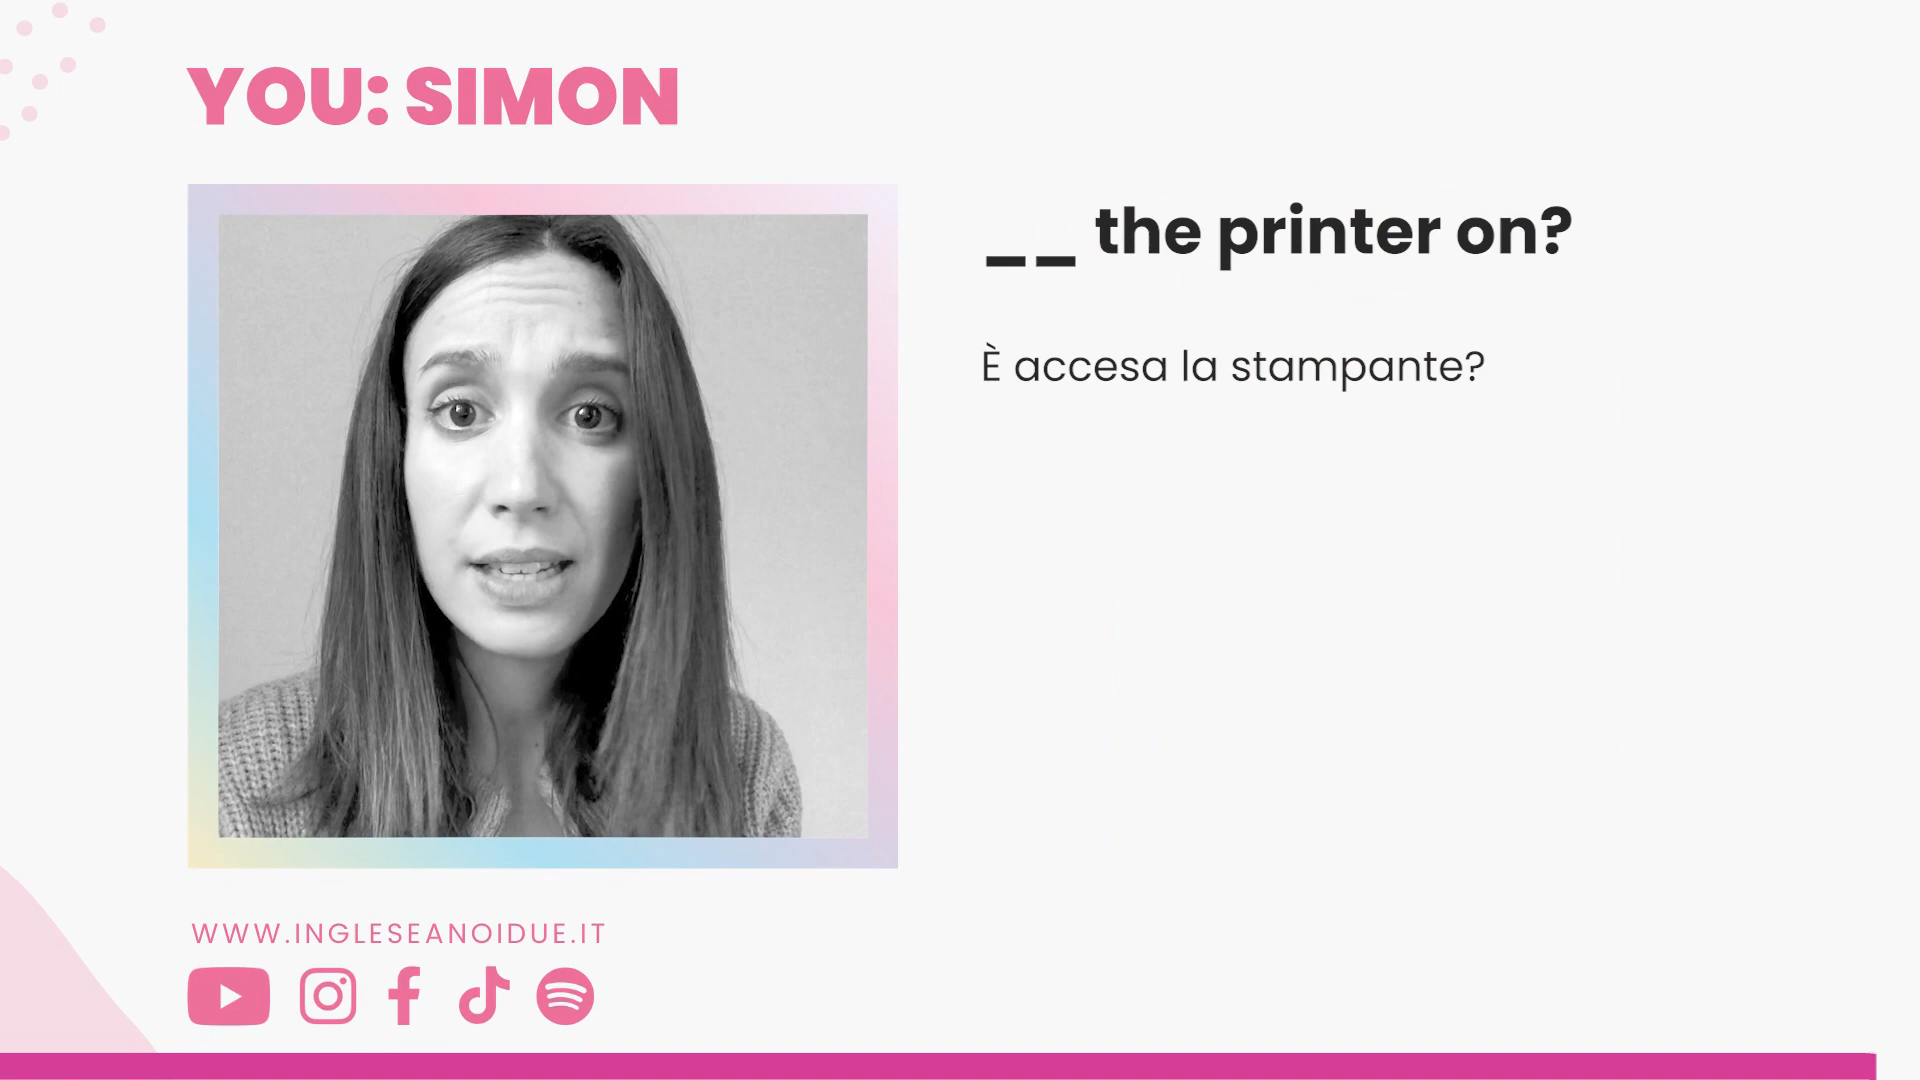 YOU: SIMON
__ the printer on?
È accesa la stampante?
WWW.INGLESEANOIDUE.IT